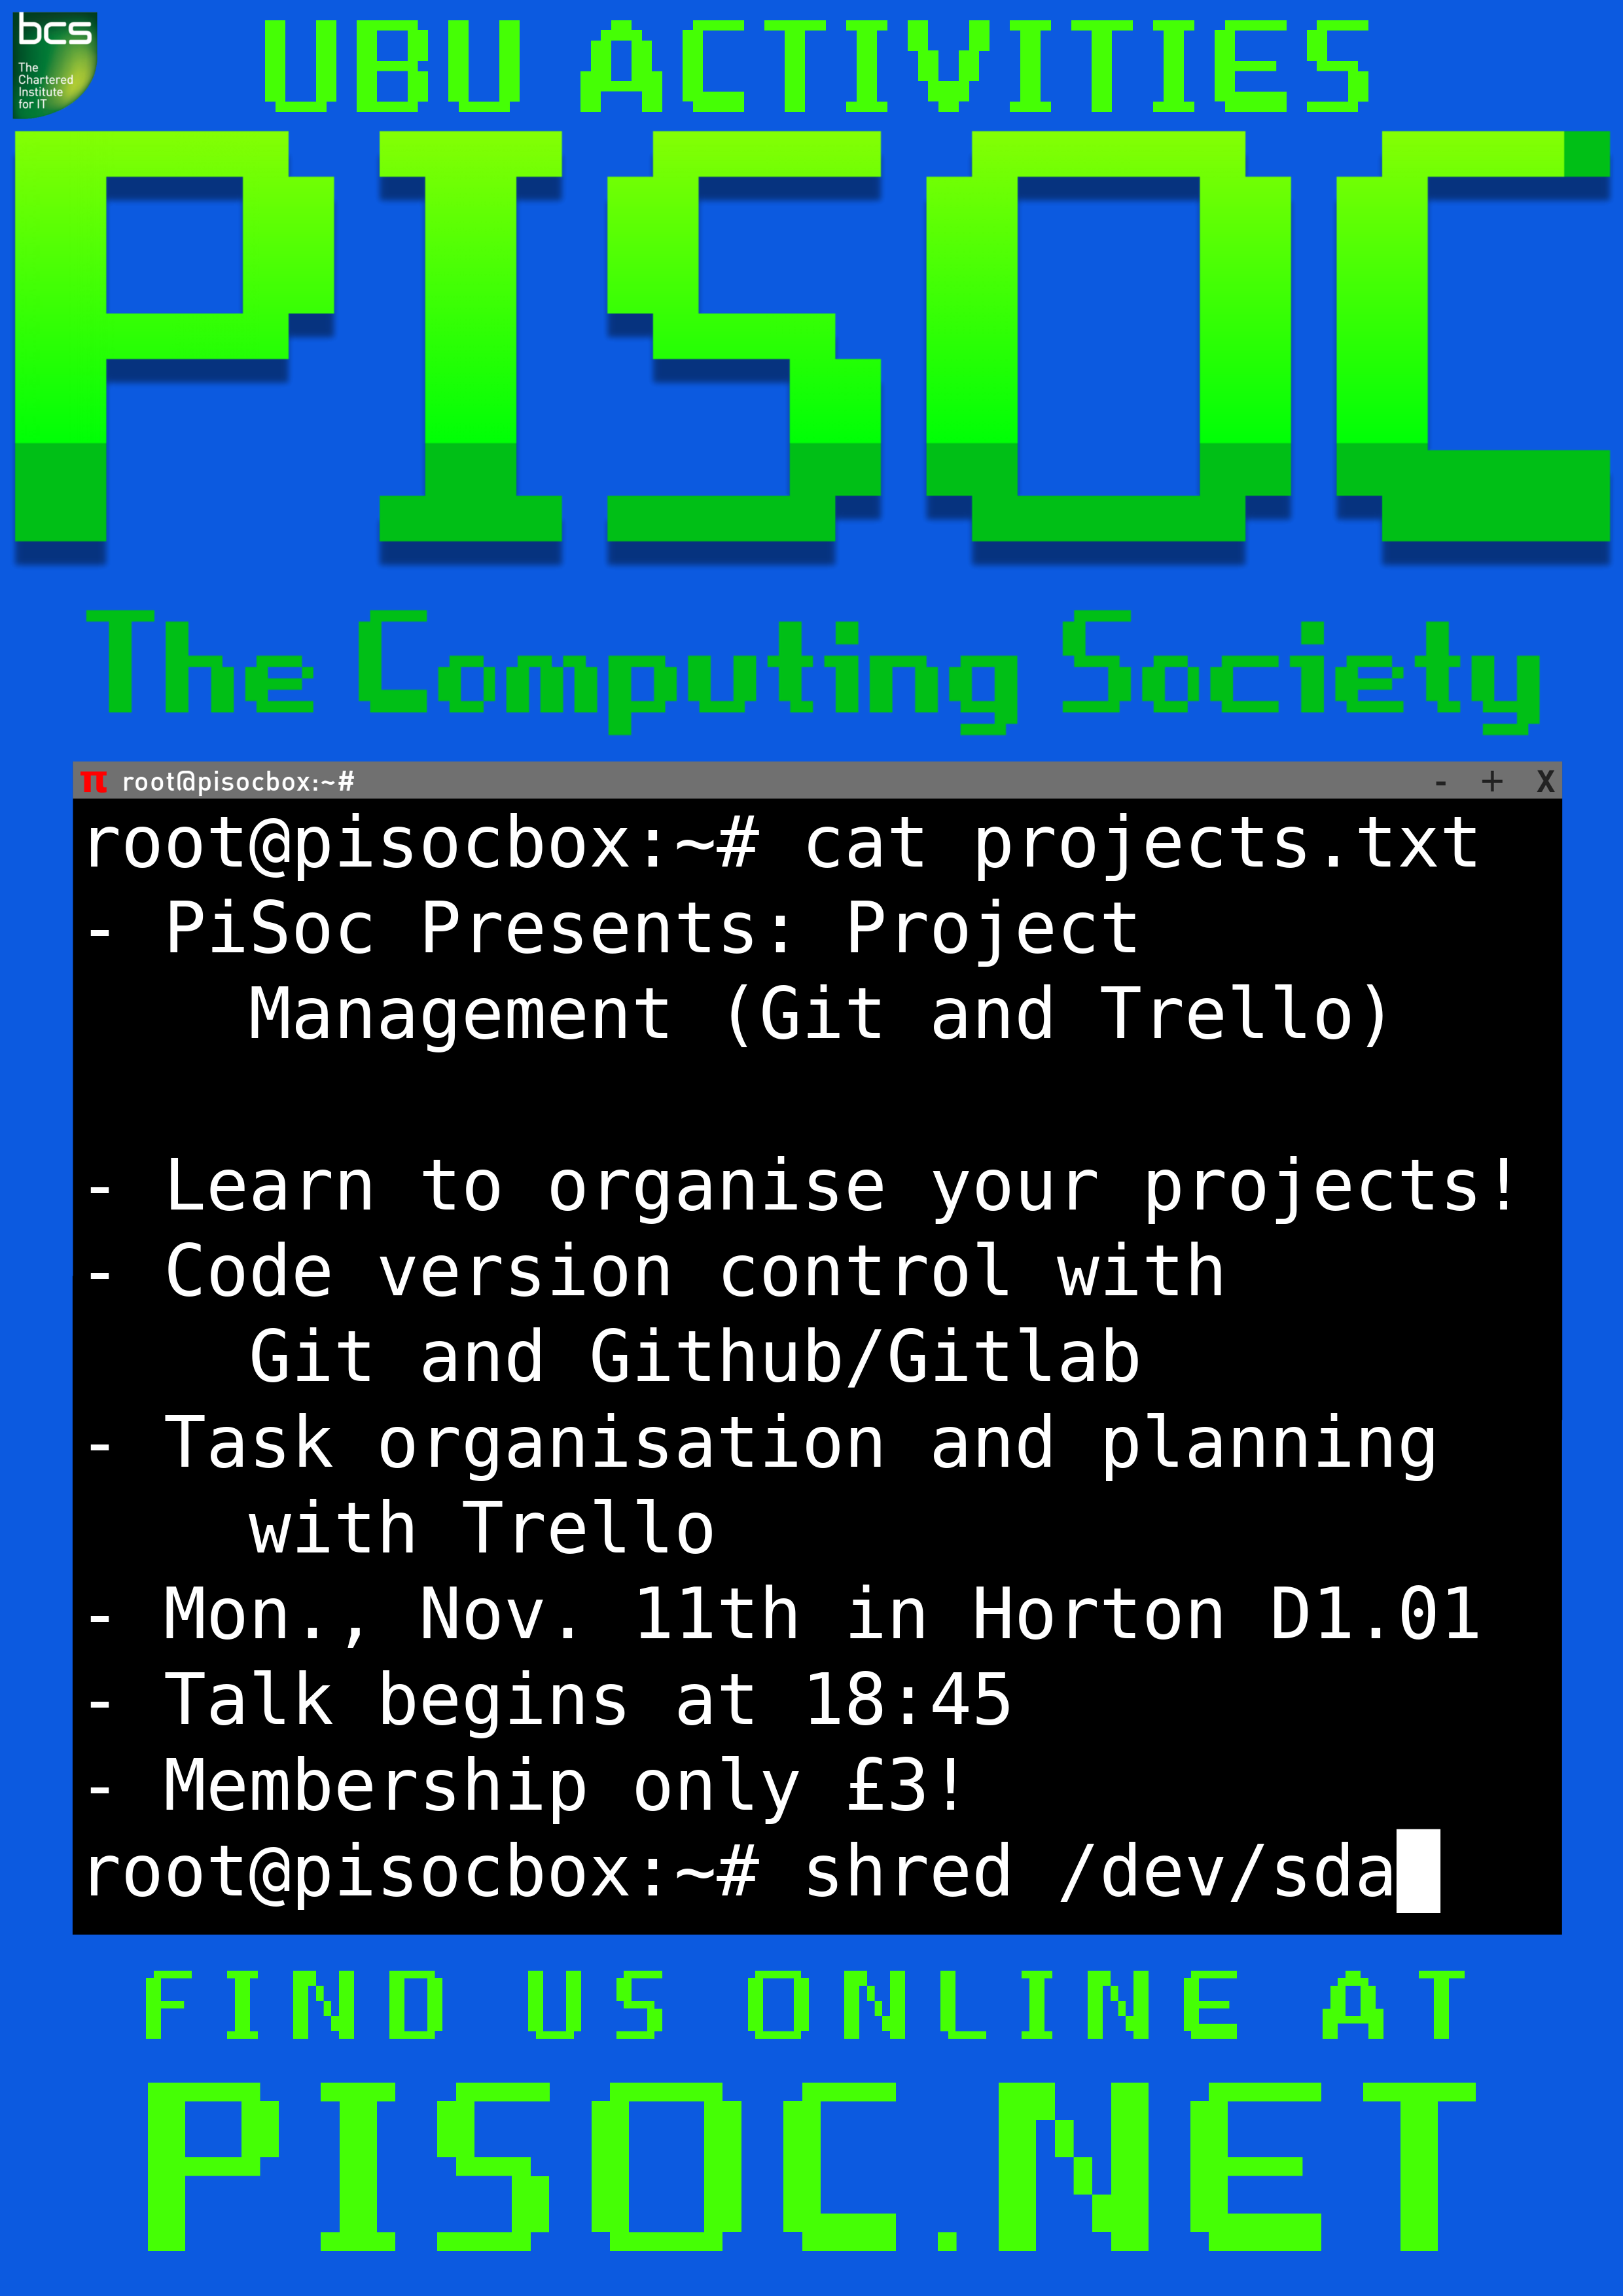 bcs
The
Chartered
Institute
for IT
UBU ACTIVITIES
PISOC
The Computing Society
π root@pisocbox:~# - + X
root@pisocbox:~# cat projects.txt
- PiSoc Presents: Project
Management (Git and Trello)
- Learn to organise your projects!
- Code version control with
Git and Github/Gitlab
- Task organisation and planning
with Trello
- Mon., Nov. 11th in Horton D1.01
- Talk begins at 18:45
- Membership only £3!
root@pisocbox:~# shred /dev/sda
FIND US ONLINE AT
PISOC.NET